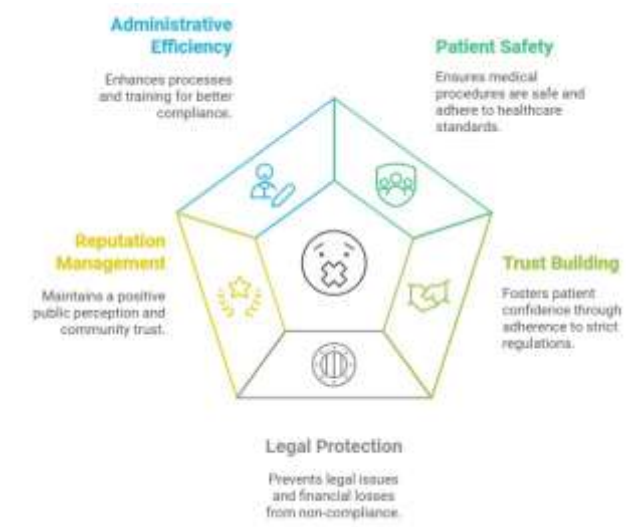 Administrative
Efficiency
Enhances processes
and training for better
compliance.
Patient Safety
Ensures medical
procedures are safe and
adhere to healthcare
standards.
Reputation
Management
Maintains a positive
public perception and
community trust.
Trust Building
Fosters patient
confidence through
adherence to strict
regulations.
Legal Protection
Prevents legal issues
and financial losses
from non-compliance.